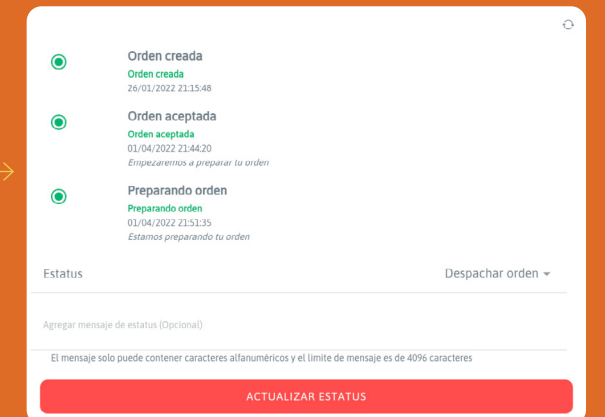 Orden creada
Orden creada
26/01/2022 21:15:48
Orden aceptada
Orden aceptada
01/04/2022 21:44:20
Empezaremos a preparar tu orden
Preparando orden
Preparando orden
01/04/2022 21:51:35
Estamos preparando tu orden
Estatus Despachar orden
Agregar mensaje de estatus (Opcional)
El mensaje solo puede contener caracteres alfanuméricos y el limite de mensaje es de 4096 caracteres
ACTUALIZAR ESTATUS